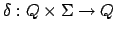 δ : Q × Σ → Q